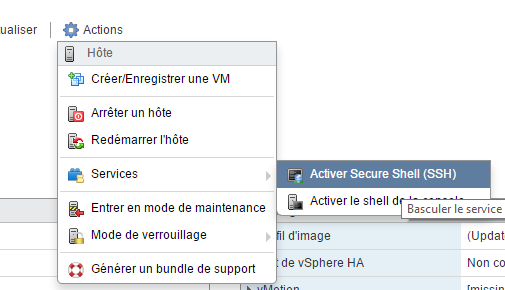 ualiser
Actions
Hôte
Créer/Enregistrer une VM
Arrêter un hôte
Redémarrer l'hôte
Services
Activer Secure Shell (SSH)
Entrer en mode de maintenance
Activer le shell de la console
Basculer le service
Mode de verrouillage
fil d'image
(Updat
t de vSphere HA
Non co
Générer un bundle de support
vMotion
[missin